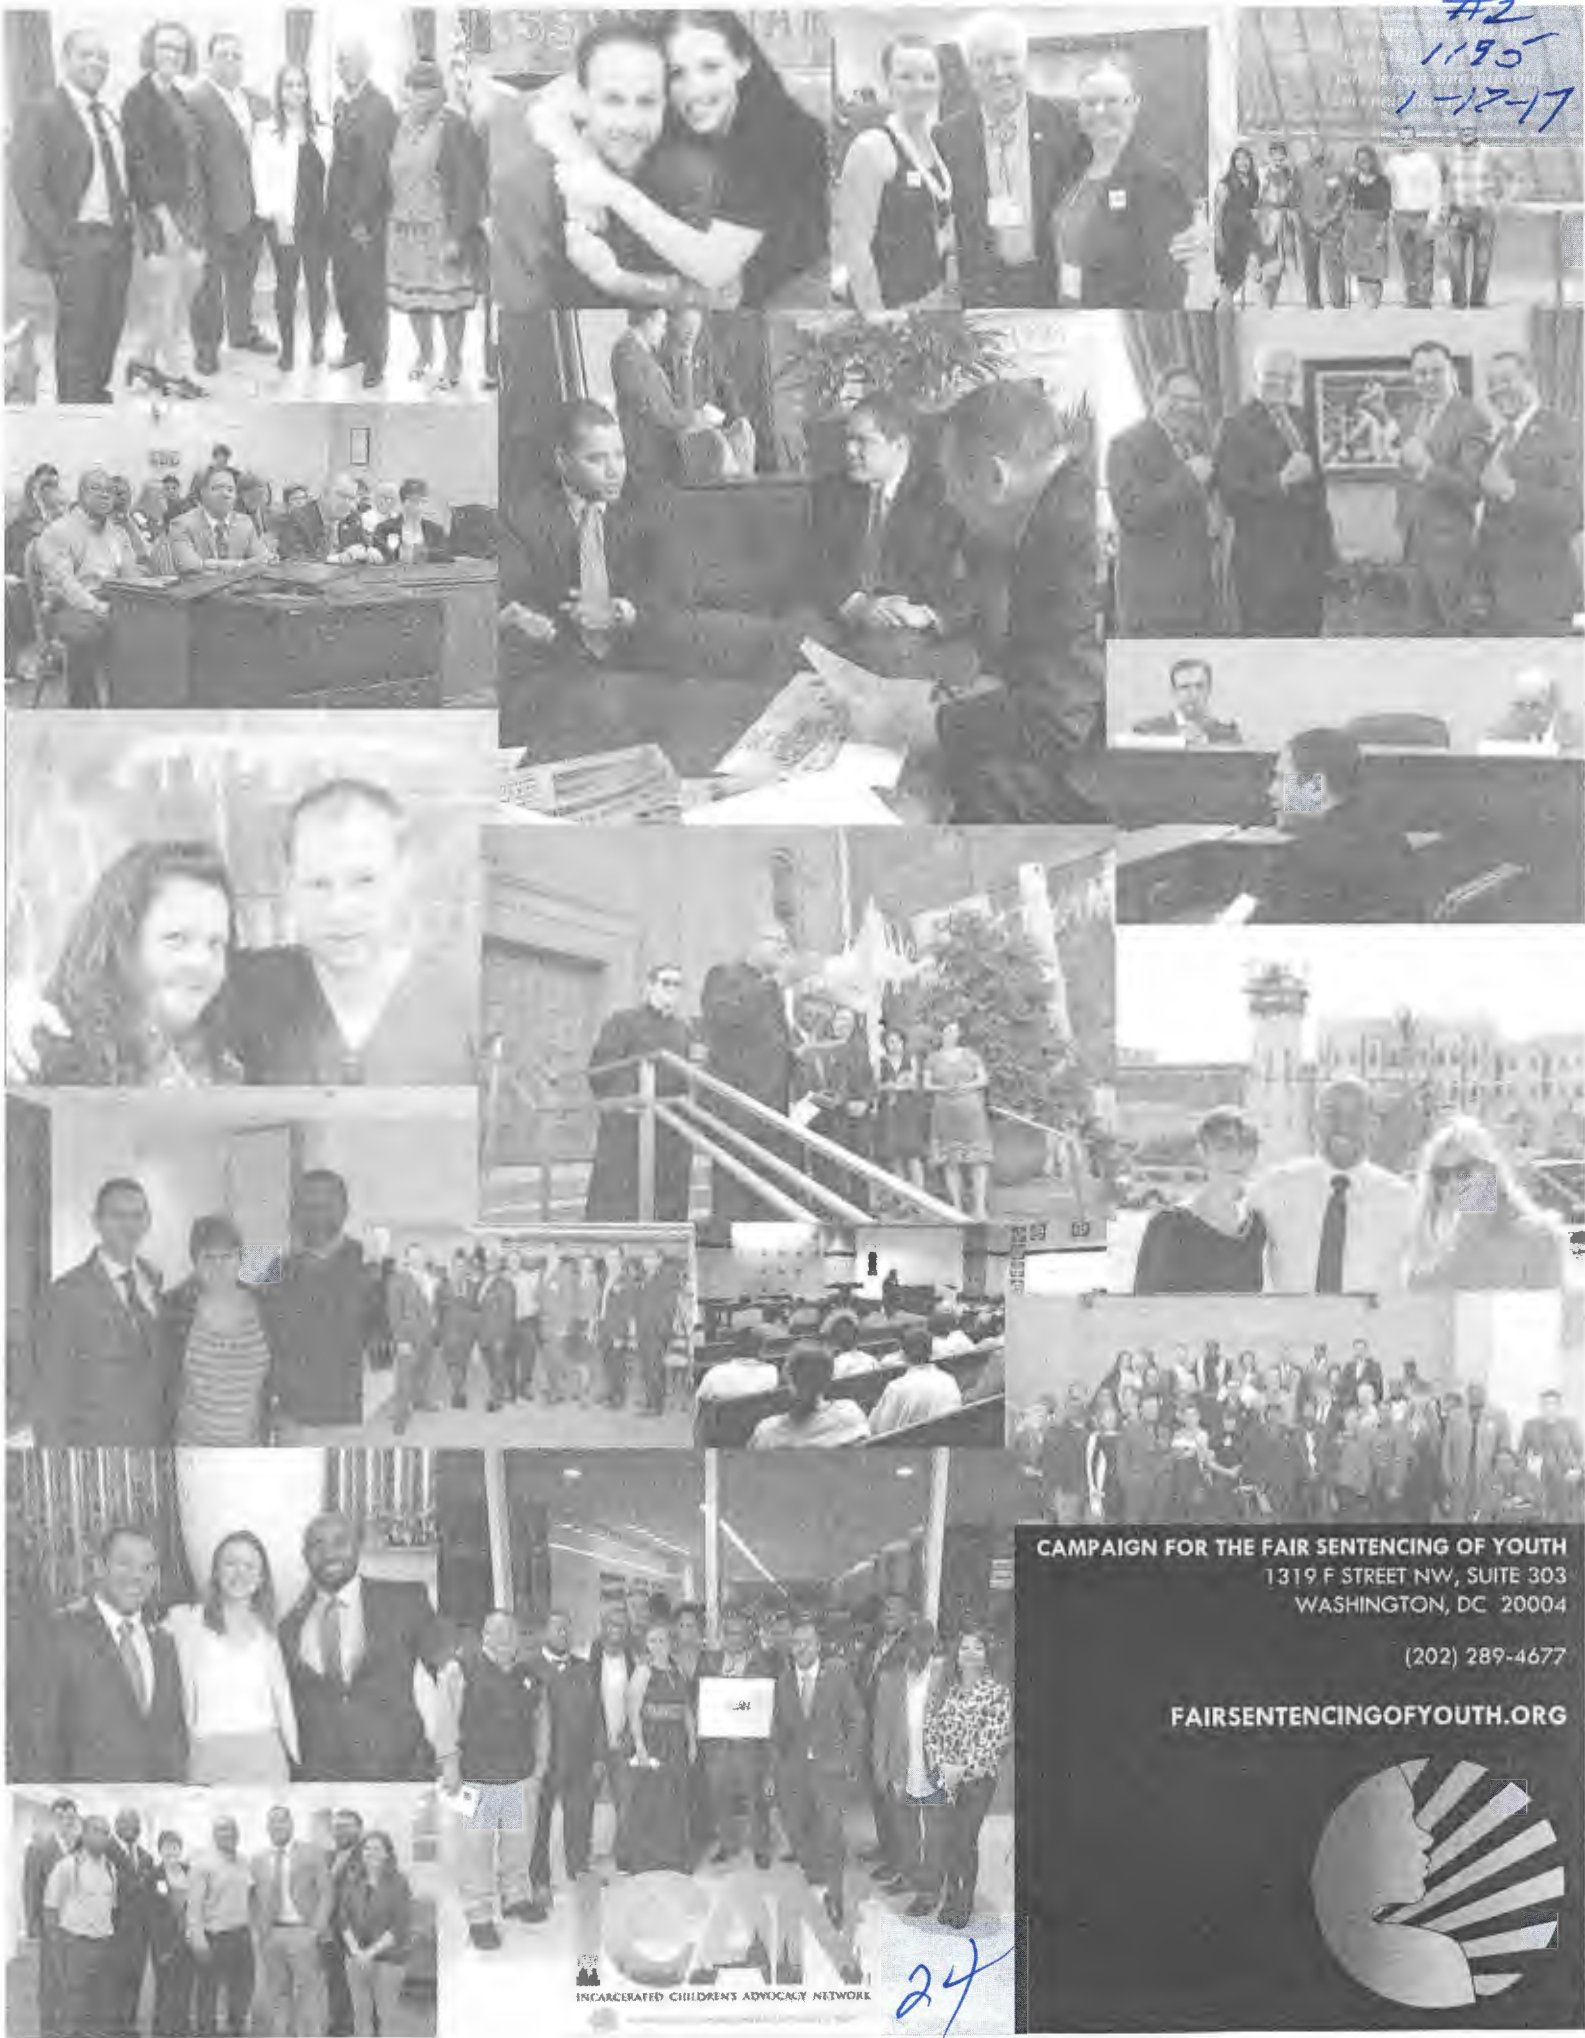 #2
1195
1-12-17
CAMPAIGN FOR THE FAIR SENTENCING OF YOUTH
1319 F STREET NW, SUITE 303
WASHINGTON, DC 20004
(202) 289-4677
FAIRSENTENCINGOFYOUTH.ORG
ICAN
INCARCERATED CHILDREN'S ADVOCACY NETWORK
24